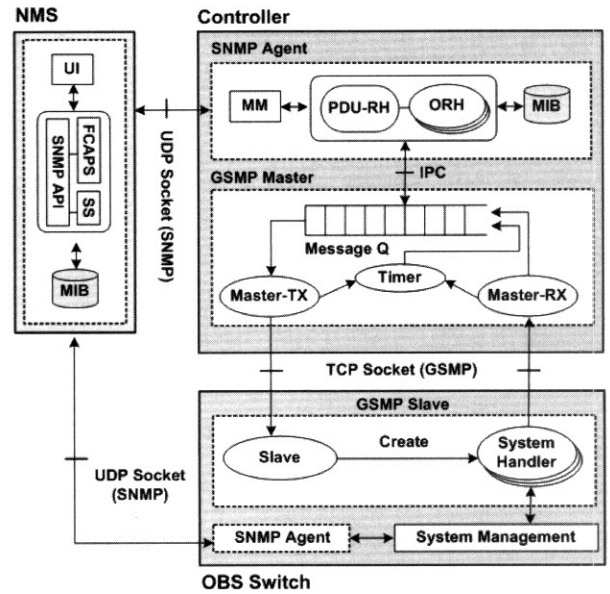 NMS
Controller
UI
SNMP API
FCAPS
SS
MIB
UDP Socket (SNMP)
SNMP Agent
MM
PDU-RH
ORH
MIB
IPC
GSMP Master
Message Q
Timer
Master-TX
Master-RX
TCP Socket (GSMP)
GSMP Slave
Slave
Create
System
Handler
UDP Socket
(SNMP)
SNMP Agent
System Management
OBS Switch